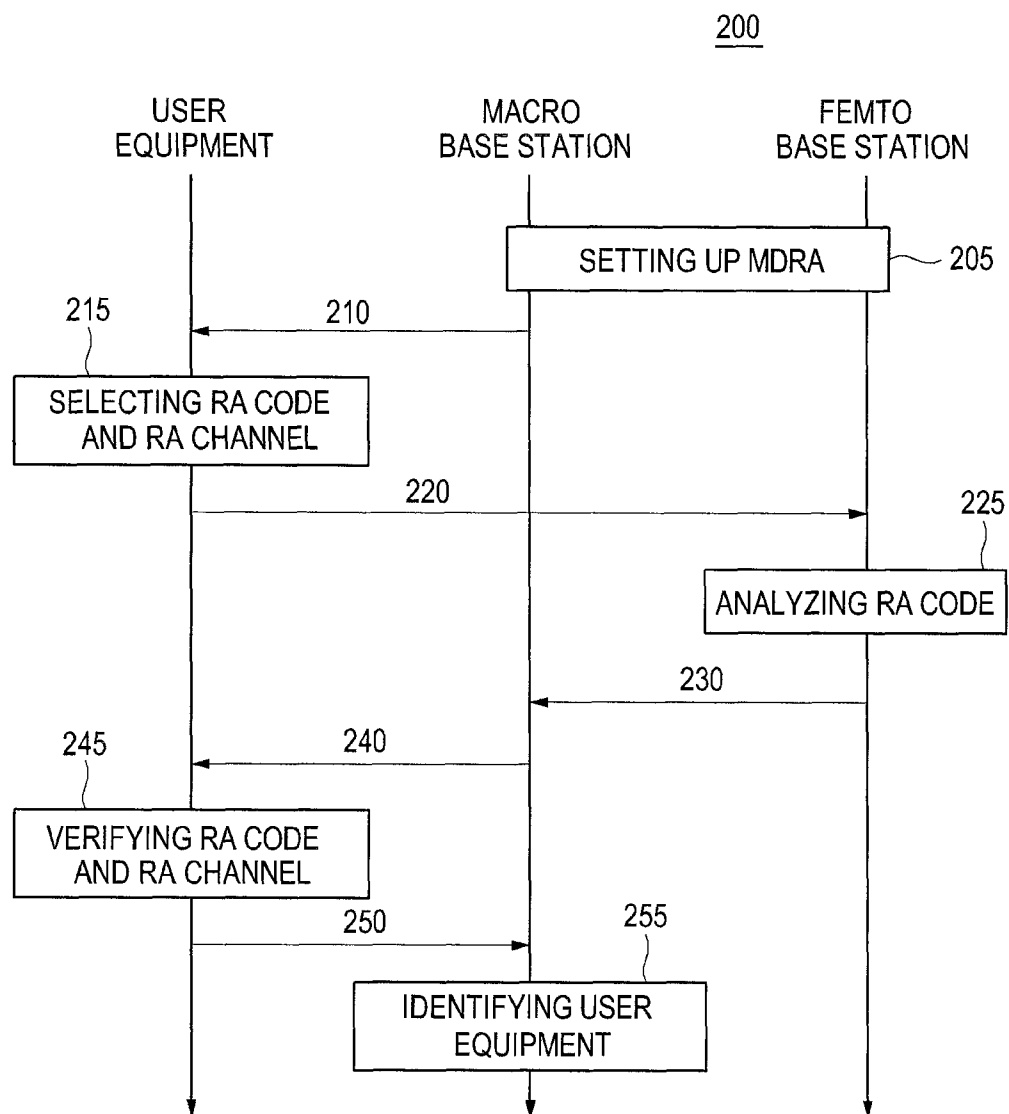 200
USER
EQUIPMENT
MACRO
BASE STATION
FEMTO
BASE STATION
SETTING UP MDRA
205
215
210
SELECTING RA CODE
AND RA CHANNEL
220
225
ANALYZING RA CODE
230
245
240
VERIFYING RA CODE
AND RA CHANNEL
250
255
IDENTIFYING USER
EQUIPMENT